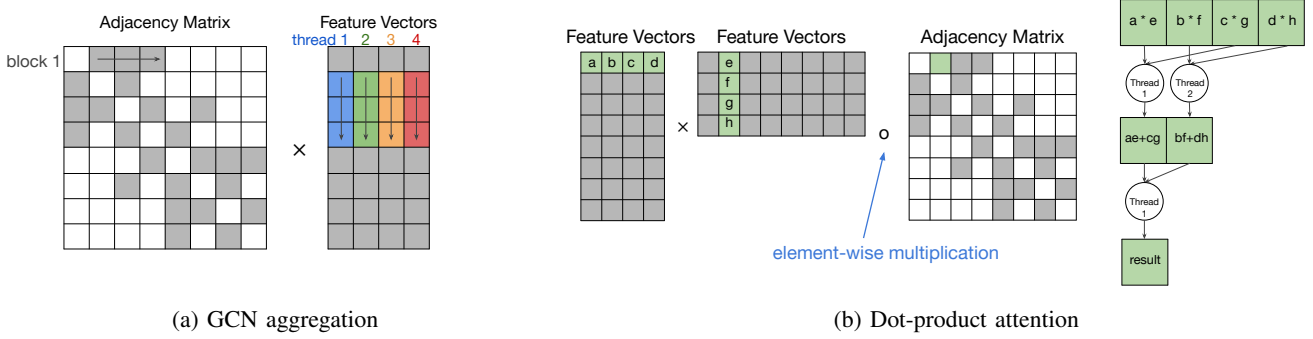 Adjacency Matrix
Feature Vectors
thread 1 2 3 4
block 1
×
(a) GCN aggregation
Feature Vectors
Feature Vectors
Adjacency Matrix
a b c d
e
f
g
h
×
o
element-wise multiplication
a * e b * f c * g d * h
Thread
1
Thread
2
ae+cg bf+dh
Thread
1
result
(b) Dot-product attention